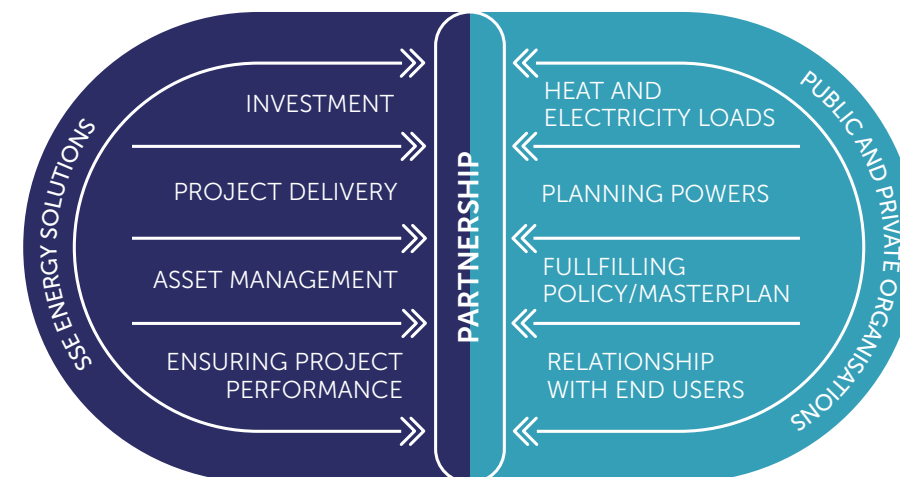 SSE ENERGY SOLUTIONS
INVESTMENT
PROJECT DELIVERY
ASSET MANAGEMENT
ENSURING PROJECT
PERFORMANCE
PARTNERSHIP
HEAT AND
ELECTRICITY LOADS
PLANNING POWERS
FULLFILLING
POLICY/MASTERPLAN
RELATIONSHIP
WITH END USERS
PUBLIC AND PRIVATE ORGANISATIONS